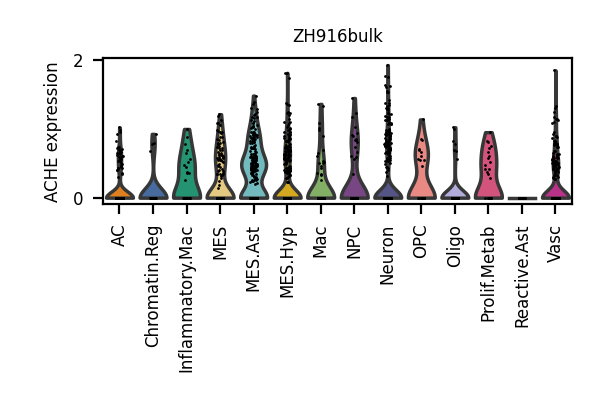 ZH916bulk
ACHE expression
2
0
AC
Chromatin.Reg
Inflammatory.Mac
MES
MES.Ast
MES.Hyp
Mac
NPC
Neuron
OPC
Oligo
Prolif.Metab
Reactive.Ast
Vasc